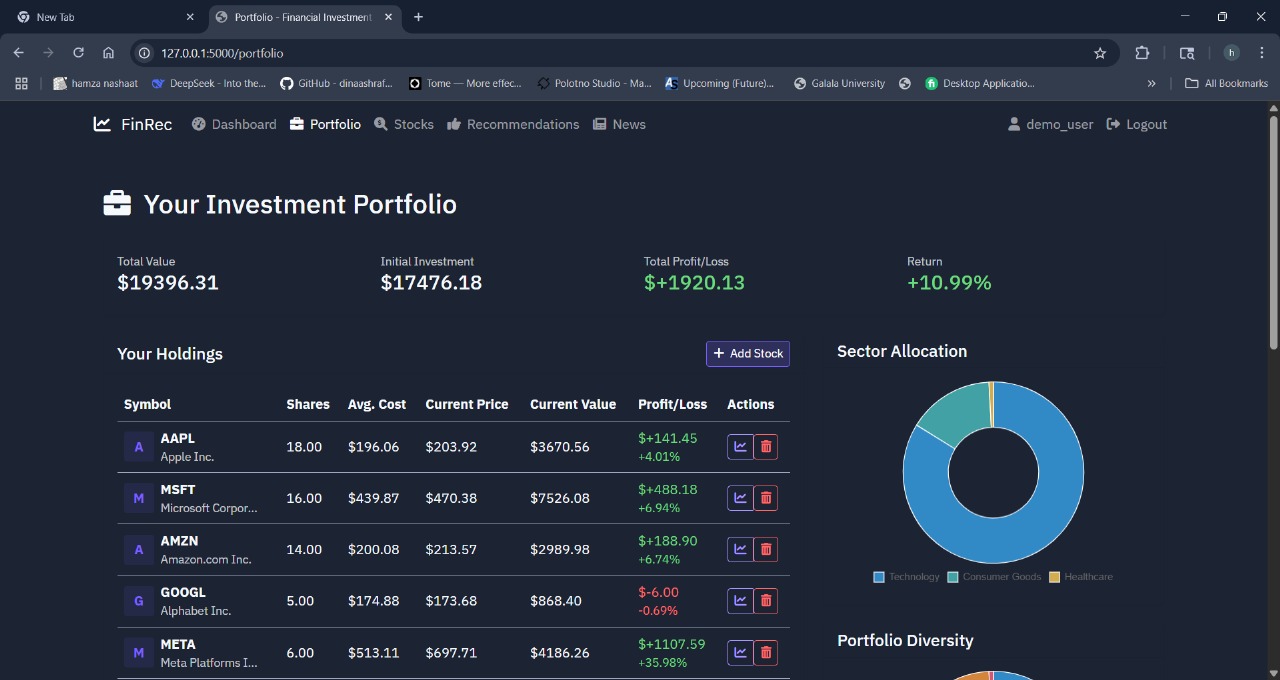 New Tab
Portfolio - Financial Investment
127.0.0.1:5000/portfolio
h
hamza nashaat
DeepSeek - Into the...
GitHub - dinaashraf...
Tome — More effec...
Polotno Studio - Ma...
Upcoming (Future)...
Galala University
Desktop Applicatio...
»
All Bookmarks
FinRec
Dashboard
Portfolio
Stocks
Recommendations
News
demo_user
Logout
Your Investment Portfolio
Total Value
$19396.31
Initial Investment
$17476.18
Total Profit/Loss
$+1920.13
Return
+10.99%
Your Holdings
+ Add Stock
Symbol Shares Avg. Cost Current Price Current Value Profit/Loss Actions
A AAPL Apple Inc. 18.00 $196.06 $203.92 $3670.56 $+141.45 +4.01%
M MSFT Microsoft Corpor... 16.00 $439.87 $470.38 $7526.08 $+488.18 +6.94%
A AMZN Amazon.com Inc. 14.00 $200.08 $213.57 $2989.98 $+188.90 +6.74%
G GOOGL Alphabet Inc. 5.00 $174.88 $173.68 $868.40 $-6.00 -0.69%
M META Meta Platforms I... 6.00 $513.11 $697.71 $4186.26 $+1107.59 +35.98%
Sector Allocation
Technology Consumer Goods Healthcare
Portfolio Diversity